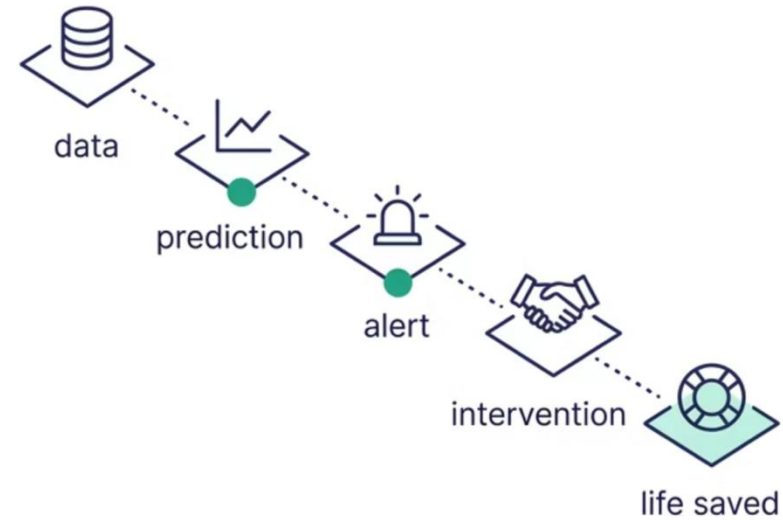 data
prediction
alert
intervention
life saved